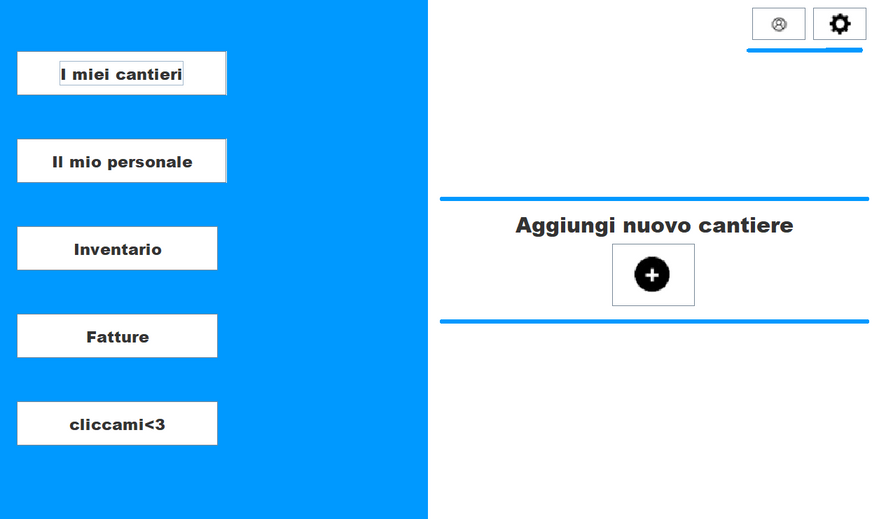 I miei cantieri
Il mio personale
Inventario
Fatture
cliccami<3
Aggiungi nuovo cantiere